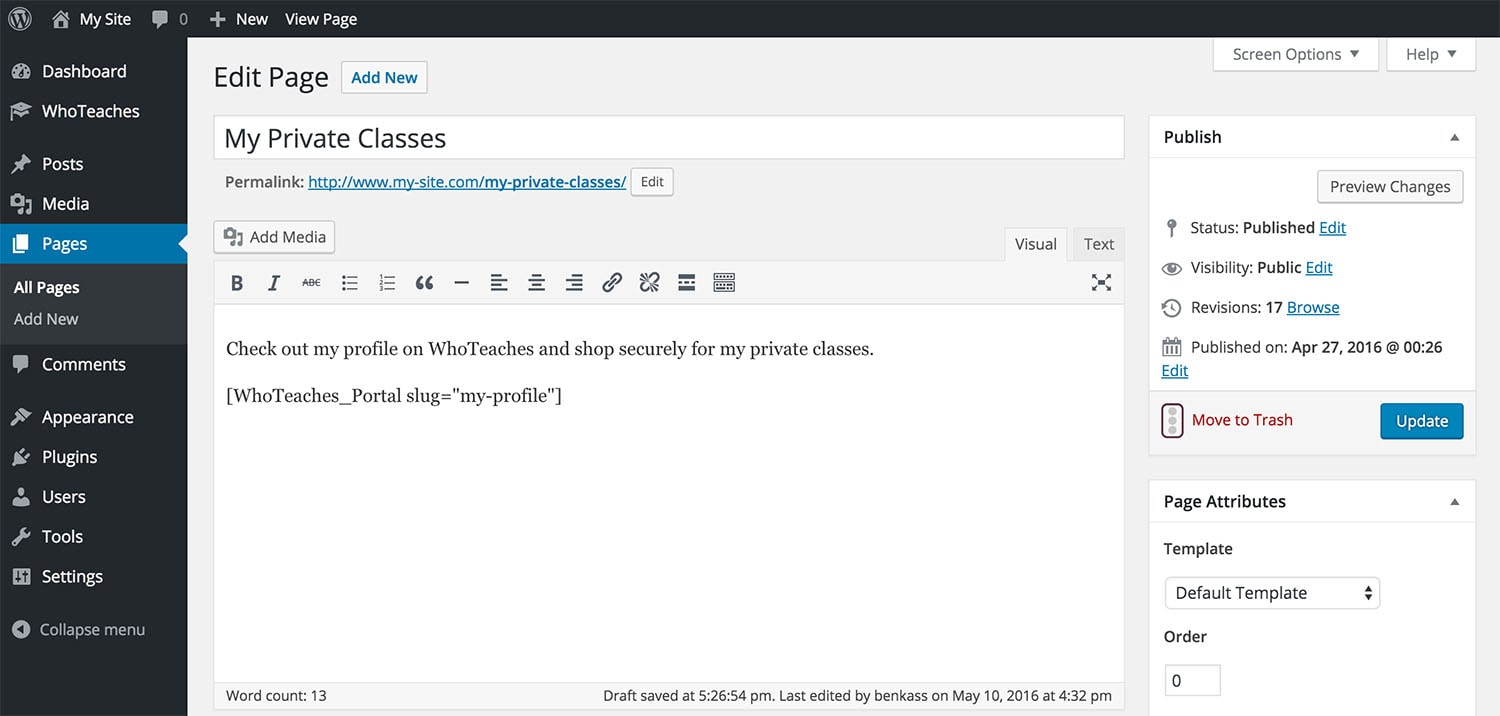 My Site 0 New View Page
Dashboard
WhoTeaches
Posts
Media
Pages
All Pages
Add New
Comments
Appearance
Plugins
Users
Tools
Settings
Collapse menu
Screen Options Help
Edit Page Add New
My Private Classes
Permalink: http://www.my-site.com/my-private-classes/ Edit
Add Media
Visual Text
B I ABC
Check out my profile on WhoTeaches and shop securely for my private classes.
[WhoTeaches_Portal slug="my-profile"]
Word count: 13 Draft saved at 5:26:54 pm. Last edited by benkass on May 10, 2016 at 4:32 pm
Publish
Preview Changes
Status: Published Edit
Visibility: Public Edit
Revisions: 17 Browse
Published on: Apr 27, 2016 @ 00:26
Edit
Move to Trash Update
Page Attributes
Template
Default Template
Order
0